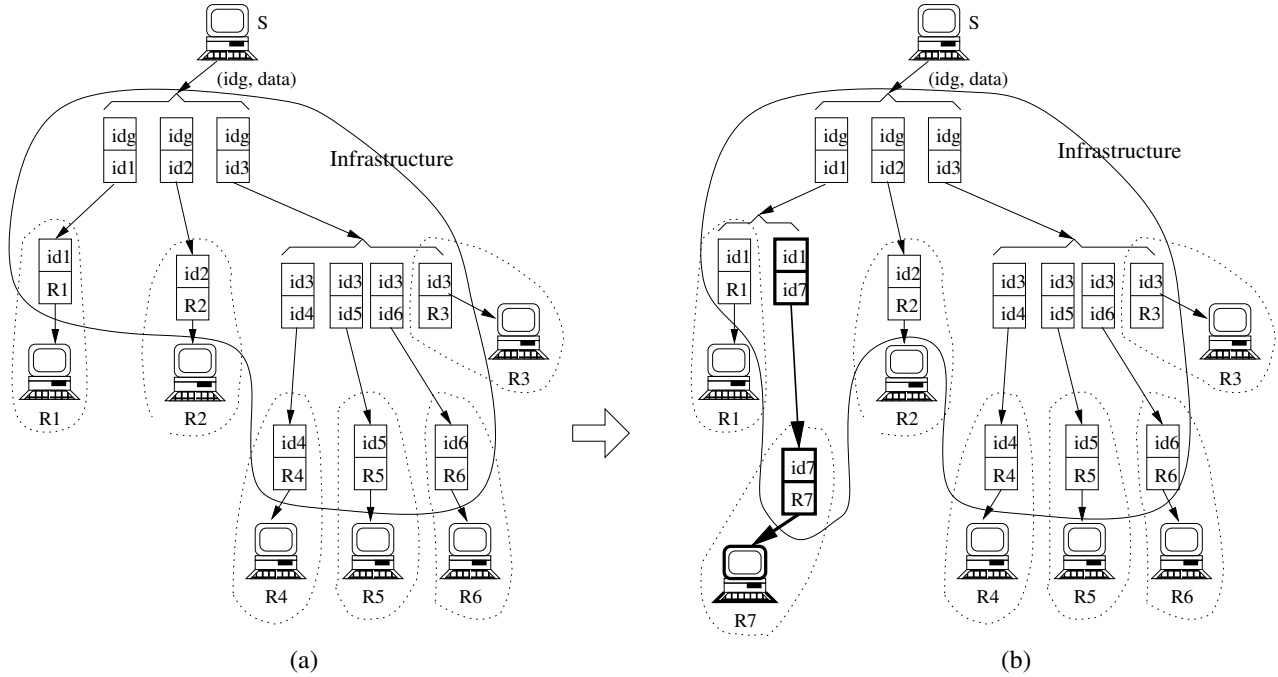 S
(idg, data)
idg idg idg
id1 id2 id3
Infrastructure
id1
R1
id2
R2
id3 id3 id3 id3
id4 id5 id6 R3
R3
R1
R2
id4 id5 id6
R4 R5 R6
R4 R5 R6
(a)
S
(idg, data)
idg idg idg
id1 id2 id3
Infrastructure
id1 id1
R1 id7
id2
R2
id3 id3 id3 id3
id4 id5 id6 R3
R3
R1
R2
id4 id5 id6
R4 R5 R6
id7
R7
R4 R5 R6
R7
(b)